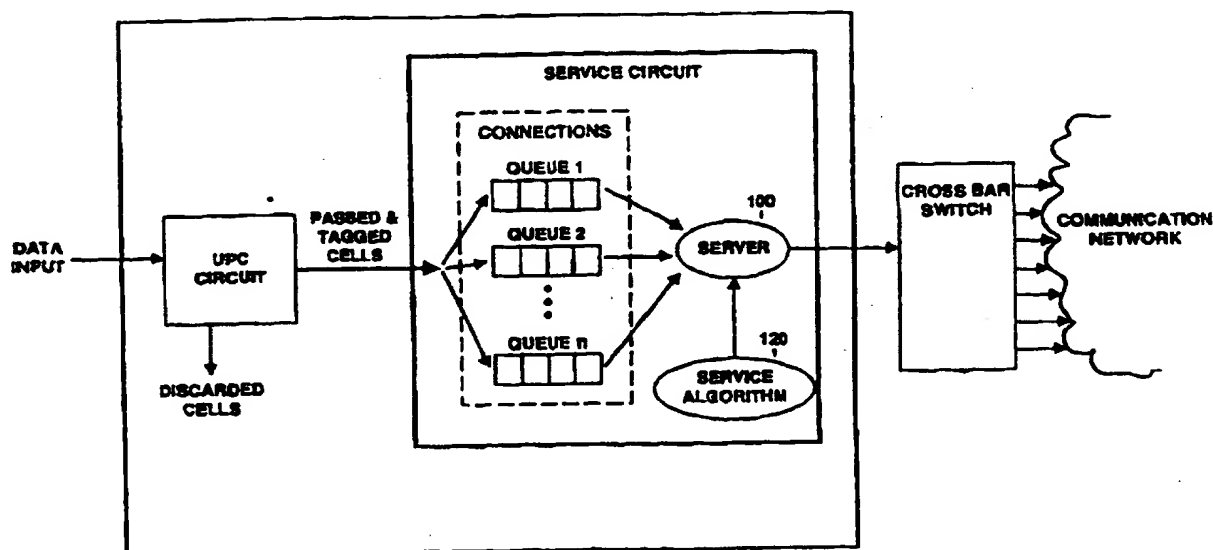 SERVICE CIRCUIT
CONNECTIONS
QUEUE 1
QUEUE 2
QUEUE n
DATA
INPUT
UPC
CIRCUIT
PASSED &
TAGGED
CELLS
DISCARDED
CELLS
100
SERVER
120
SERVICE
ALGORITHM
CROSS BAR
SWITCH
COMMUNICATION
NETWORK